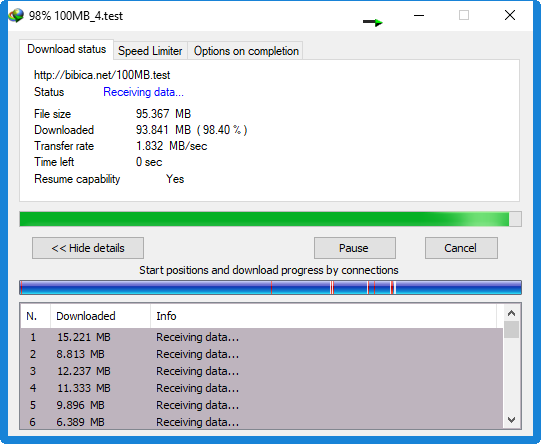 98% 100MB_4.test
Download status Speed Limiter Options on completion
http://bibica.net/100MB.test
Status Receiving data...
File size 95.367 MB
Downloaded 93.841 MB ( 98.40 % )
Transfer rate 1.832 MB/sec
Time left 0 sec
Resume capability Yes
<< Hide details Pause Cancel
Start positions and download progress by connections
N. Downloaded Info
1 15.221 MB Receiving data...
2 8.813 MB Receiving data...
3 12.237 MB Receiving data...
4 11.333 MB Receiving data...
5 9.896 MB Receiving data...
6 6.389 MB Receiving data...